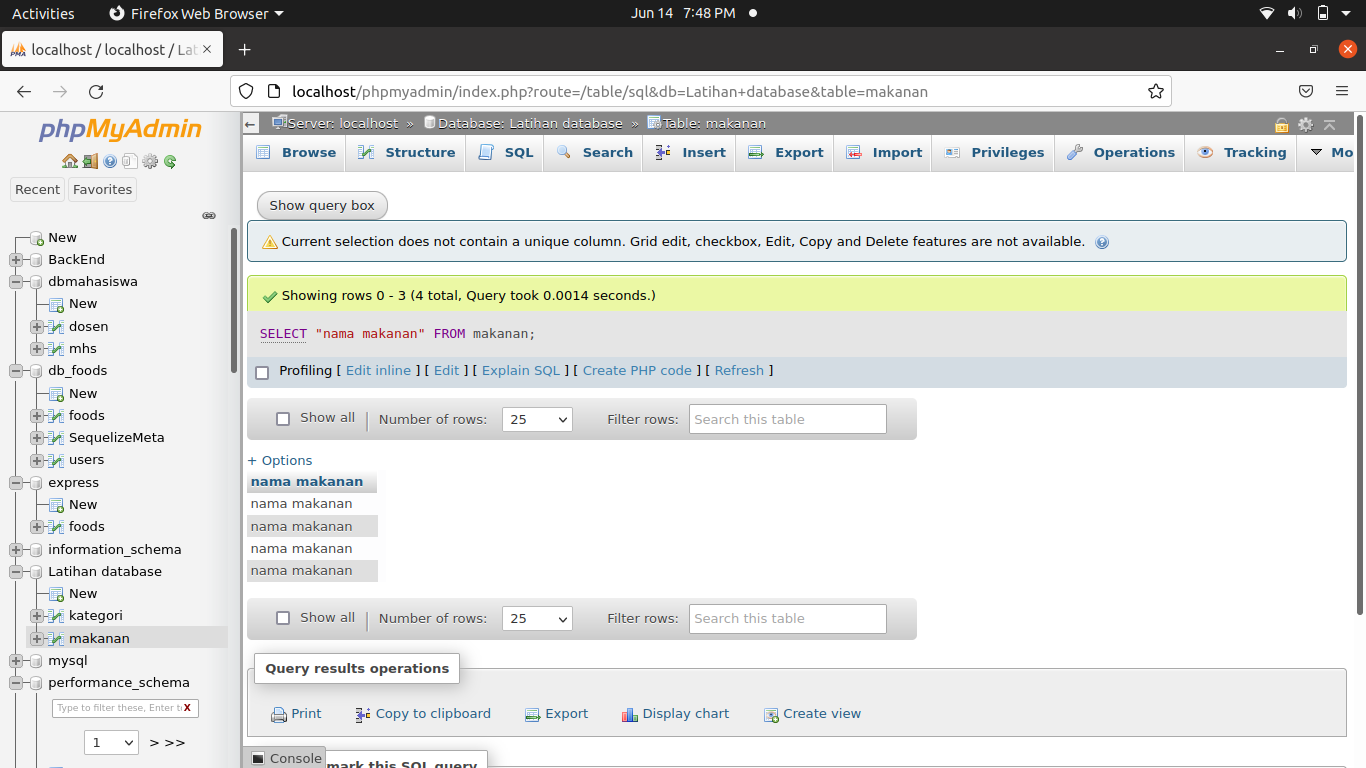 Activities Firefox Web Browser Jun 14 7:48 PM
localhost / localhost / Lat
localhost/phpmyadmin/index.php?route=/table/sql&db=Latihan+database&table=makanan
phpMyAdmin
Recent Favorites
New
BackEnd
dbmahasiswa
New
dosen
mhs
db_foods
New
foods
SequelizeMeta
users
express
New
foods
information_schema
Latihan database
New
kategori
makanan
mysql
performance_schema
Type to filter these, Enter to X
1 > >>
Server: localhost » Database: Latihan database » Table: makanan
Browse Structure SQL Search Insert Export Import Privileges Operations Tracking Mo
Show query box
Current selection does not contain a unique column. Grid edit, checkbox, Edit, Copy and Delete features are not available.
Showing rows 0 - 3 (4 total, Query took 0.0014 seconds.)
SELECT "nama makanan" FROM makanan;
Profiling [ Edit inline ] [ Edit ] [ Explain SQL ] [ Create PHP code ] [ Refresh ]
Show all Number of rows: 25 Filter rows: Search this table
+ Options
nama makanan
nama makanan
nama makanan
nama makanan
nama makanan
Show all Number of rows: 25 Filter rows: Search this table
Query results operations
Print Copy to clipboard Export Display chart Create view
Console
mark this SQL query